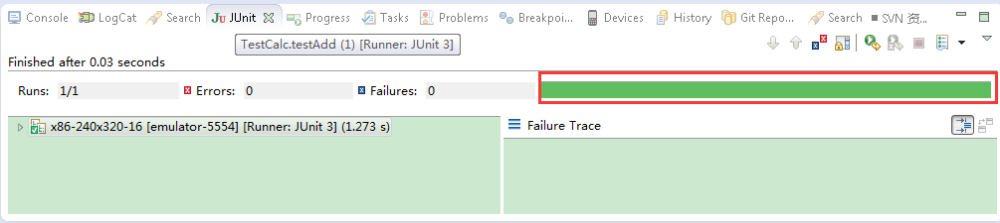 Console LogCat Search JUnit Progress Tasks Problems Breakpoi... Devices History Git Repo... Search SVN 资...
TestCalc.testAdd (1) [Runner: JUnit 3]
Finished after 0.03 seconds
Runs: 1/1 Errors: 0 Failures: 0
x86-240x320-16 [emulator-5554] [Runner: JUnit 3] (1.273 s)
Failure Trace